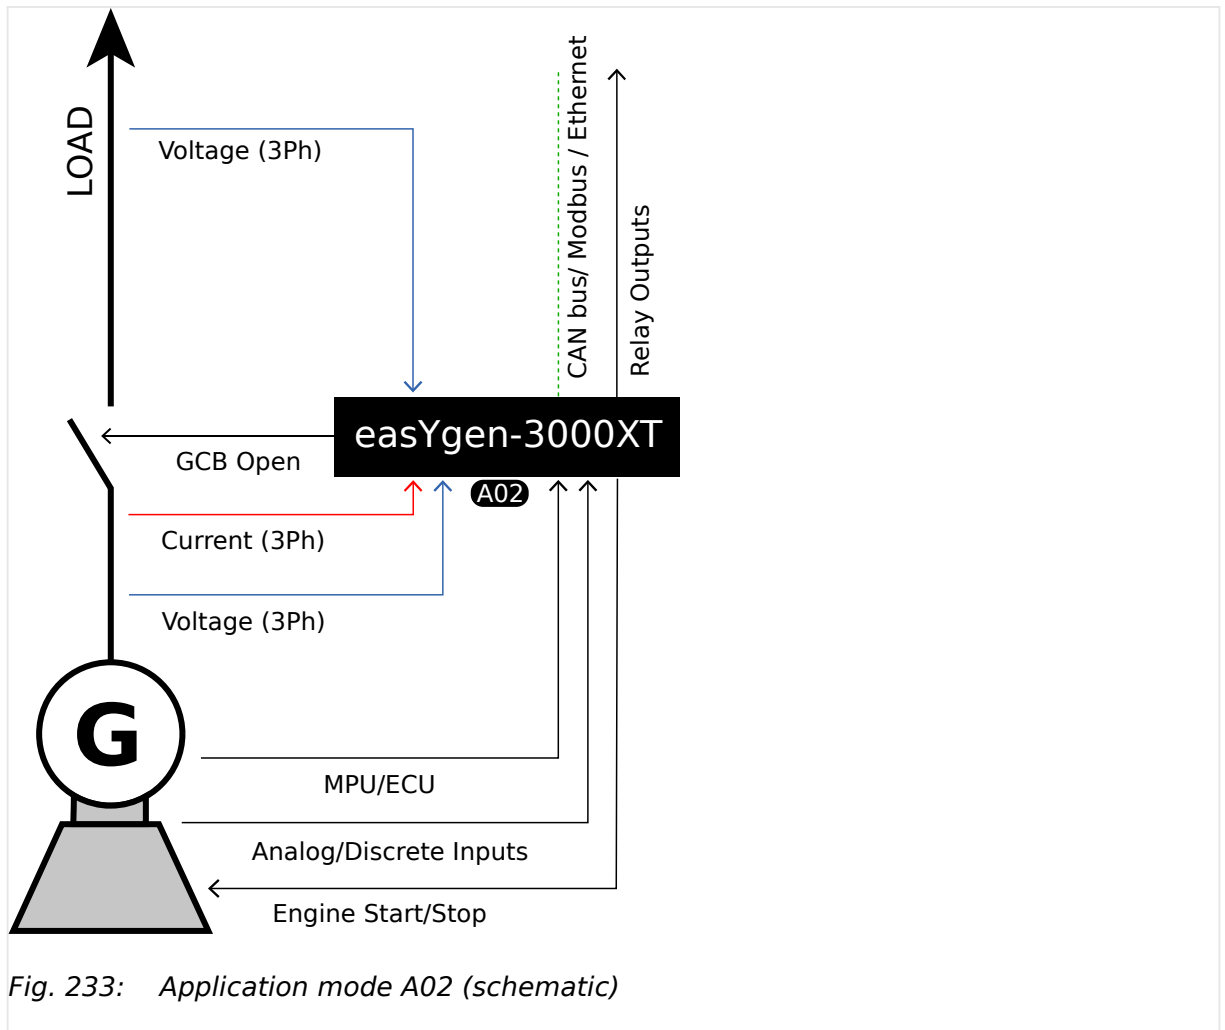 LOAD
Voltage (3Ph)
CAN bus/ Modbus / Ethernet
Relay Outputs
easYgen-3000XT
GCB Open
A02
Current (3Ph)
Voltage (3Ph)
G
MPU/ECU
Analog/Discrete Inputs
Engine Start/Stop
Fig. 233: Application mode A02 (schematic)